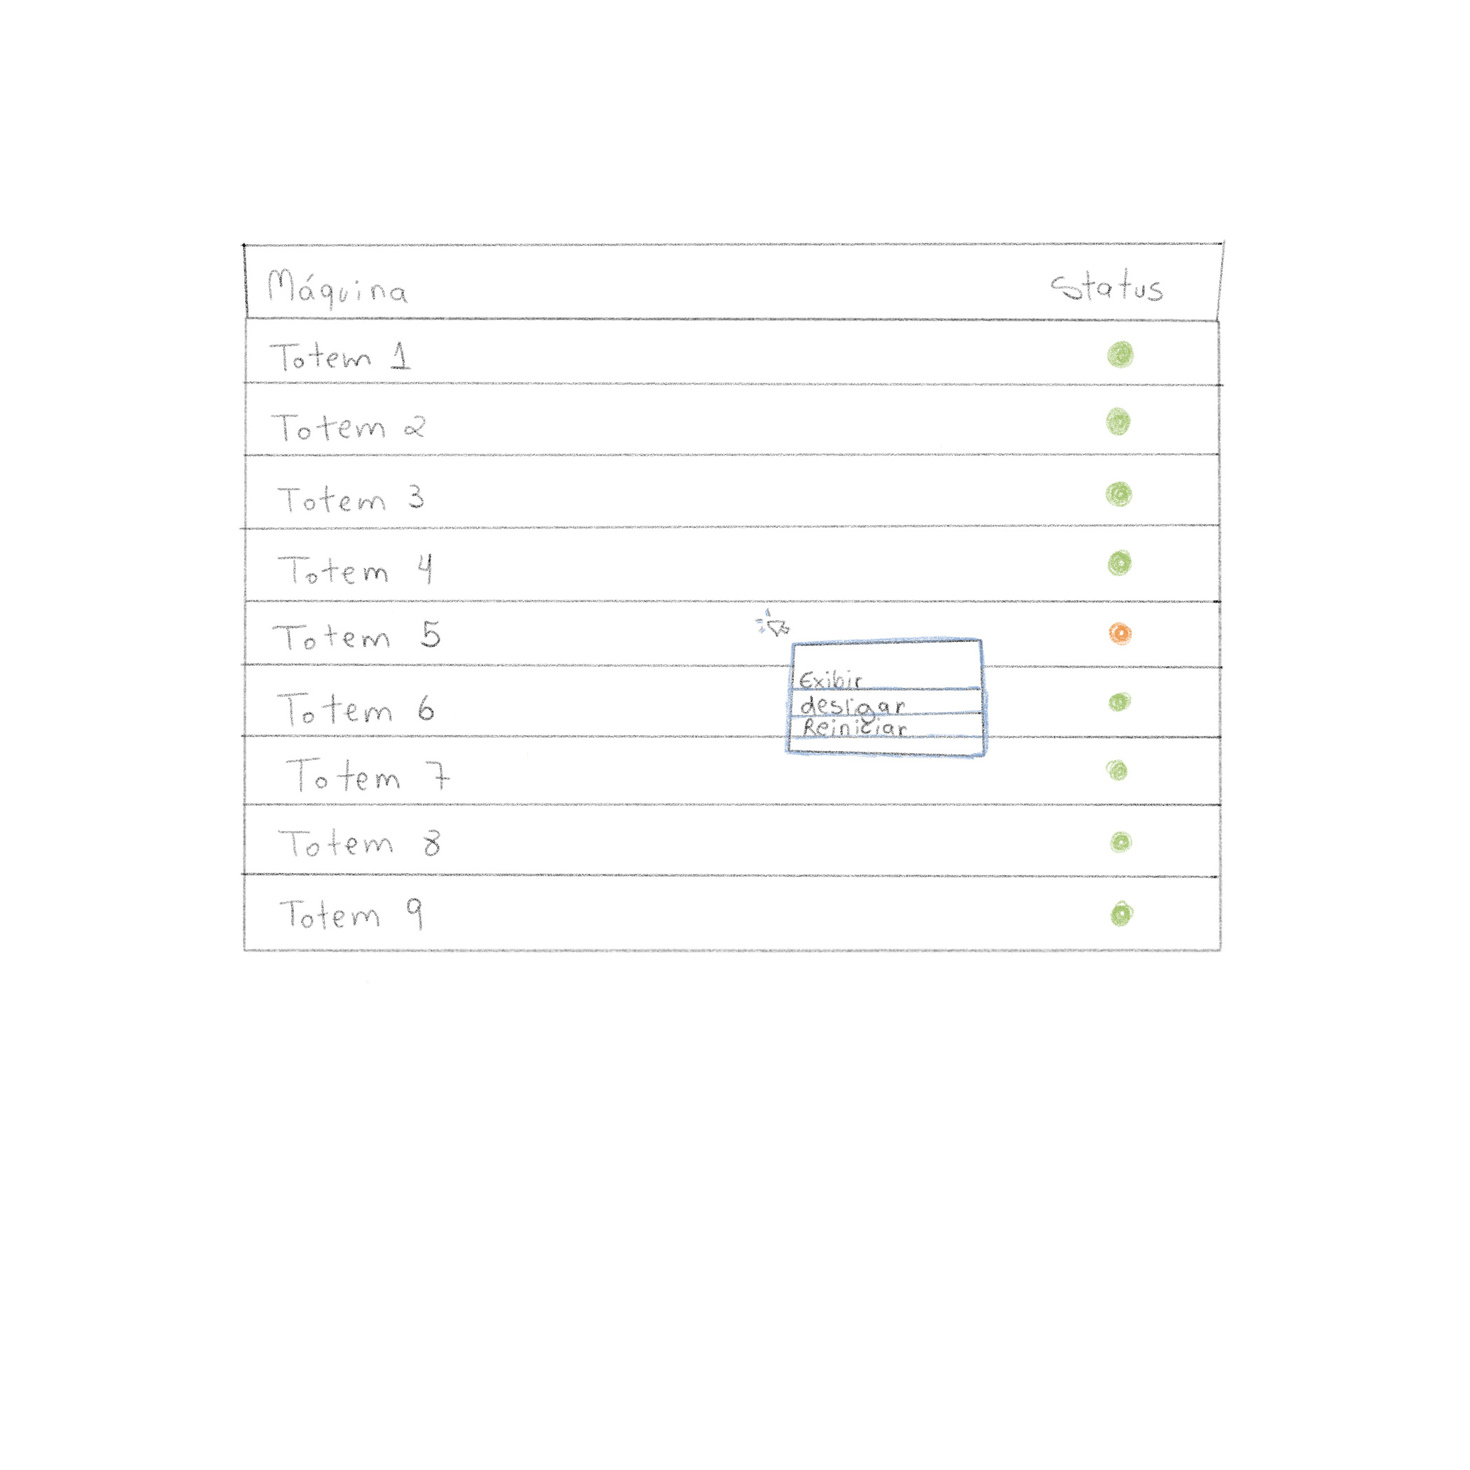 Máquina Status
Totem 1
Totem 2
Totem 3
Totem 4
Totem 5
Exibir
Totem 6
desligar
Reiniciar
Totem 7
Totem 8
Totem 9